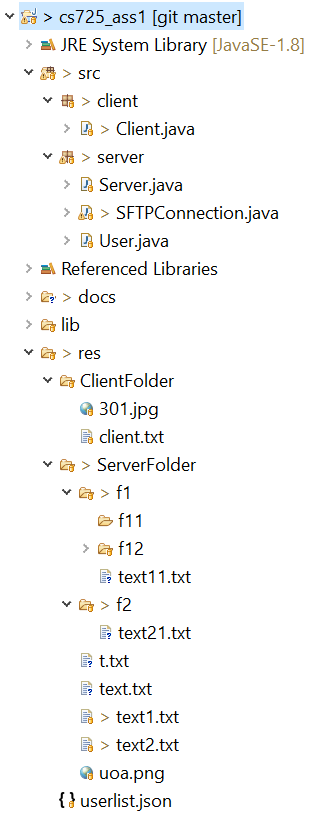 > cs725_ass1 [git master]
JRE System Library [JavaSE-1.8]
> src
> client
> Client.java
> server
Server.java
> SFTPConnection.java
User.java
Referenced Libraries
> docs
lib
> res
ClientFolder
301.jpg
client.txt
> ServerFolder
> f1
f11
f12
text11.txt
> f2
text21.txt
t.txt
text.txt
> text1.txt
> text2.txt
uoa.png
userlist.json